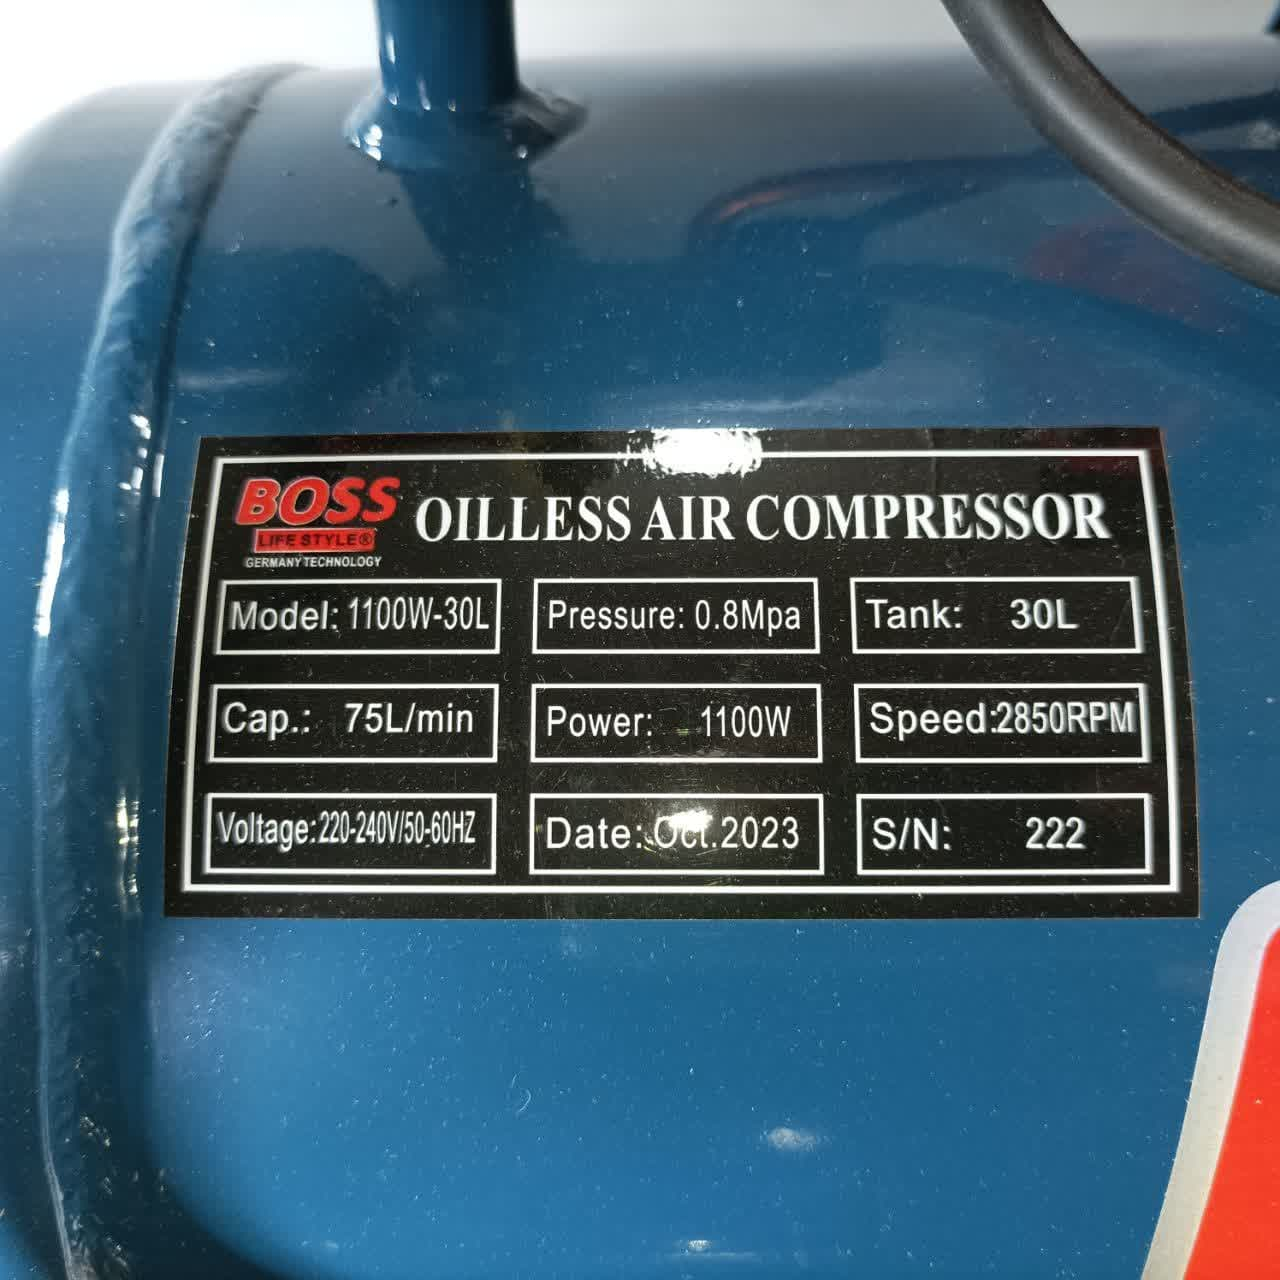 BOSS
LIFE STYLE®
GERMANY TECHNOLOGY
OILLESS AIR COMPRESSOR
Model: 1100W-30L
Pressure: 0.8Mpa
Tank: 30L
Cap.: 75L/min
Power: 1100W
Speed:2850RPM
Voltage:220-240V/50-60HZ
Date: Oct.2023
S/N: 222